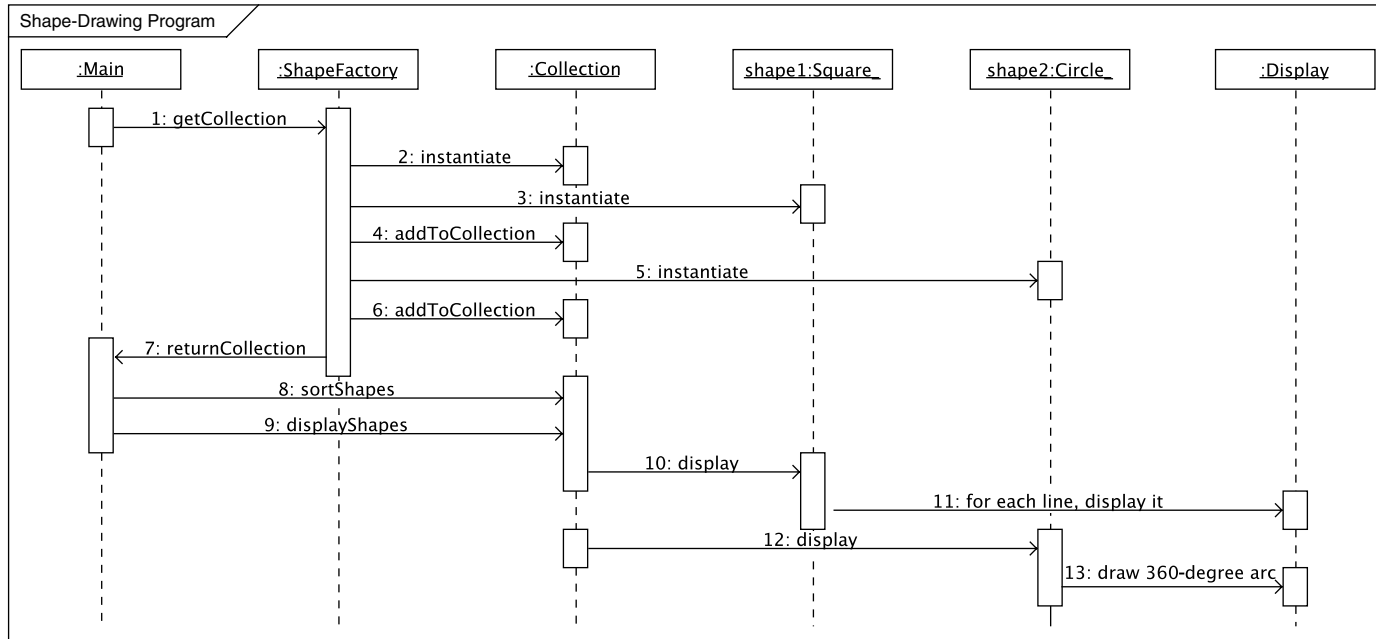 Shape-Drawing Program
:Main
:ShapeFactory
:Collection
shape1:Square_
shape2:Circle_
:Display
1: getCollection
2: instantiate
3: instantiate
4: addToCollection
5: instantiate
6: addToCollection
7: returnCollection
8: sortShapes
9: displayShapes
10: display
11: for each line, display it
12: display
13: draw 360-degree arc